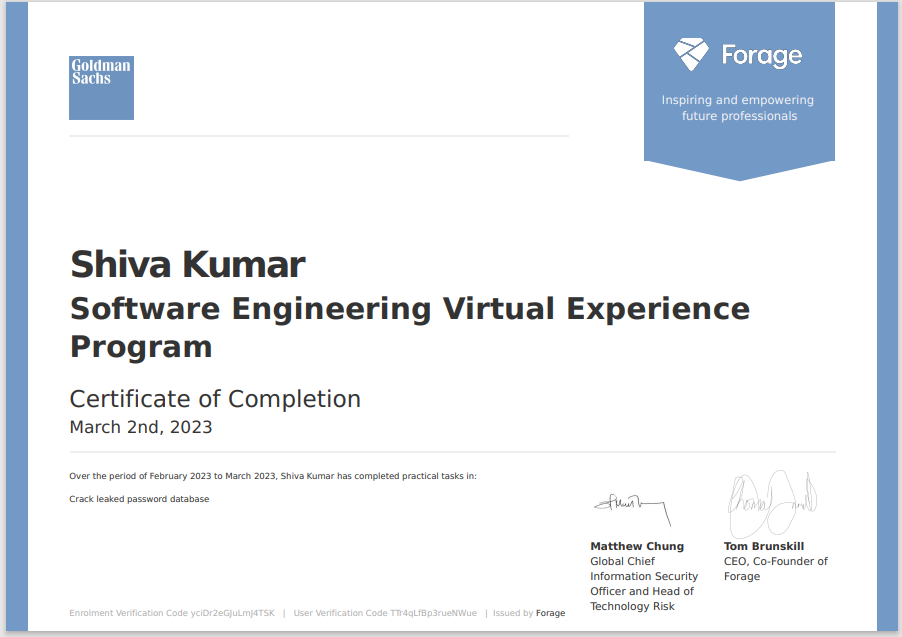 Goldman
Sachs
Forage
Inspiring and empowering
future professionals
Shiva Kumar
Software Engineering Virtual Experience
Program
Certificate of Completion
March 2nd, 2023
Over the period of February 2023 to March 2023, Shiva Kumar has completed practical tasks in:
Crack leaked password database
Matthew Chung
Global Chief
Information Security
Officer and Head of
Technology Risk
Tom Brunskill
CEO, Co-Founder of
Forage
Enrolment Verification Code yciDr2eGJuLmJ4TSK | User Verification Code TTr4qLfBp3rueNWue | Issued by Forage